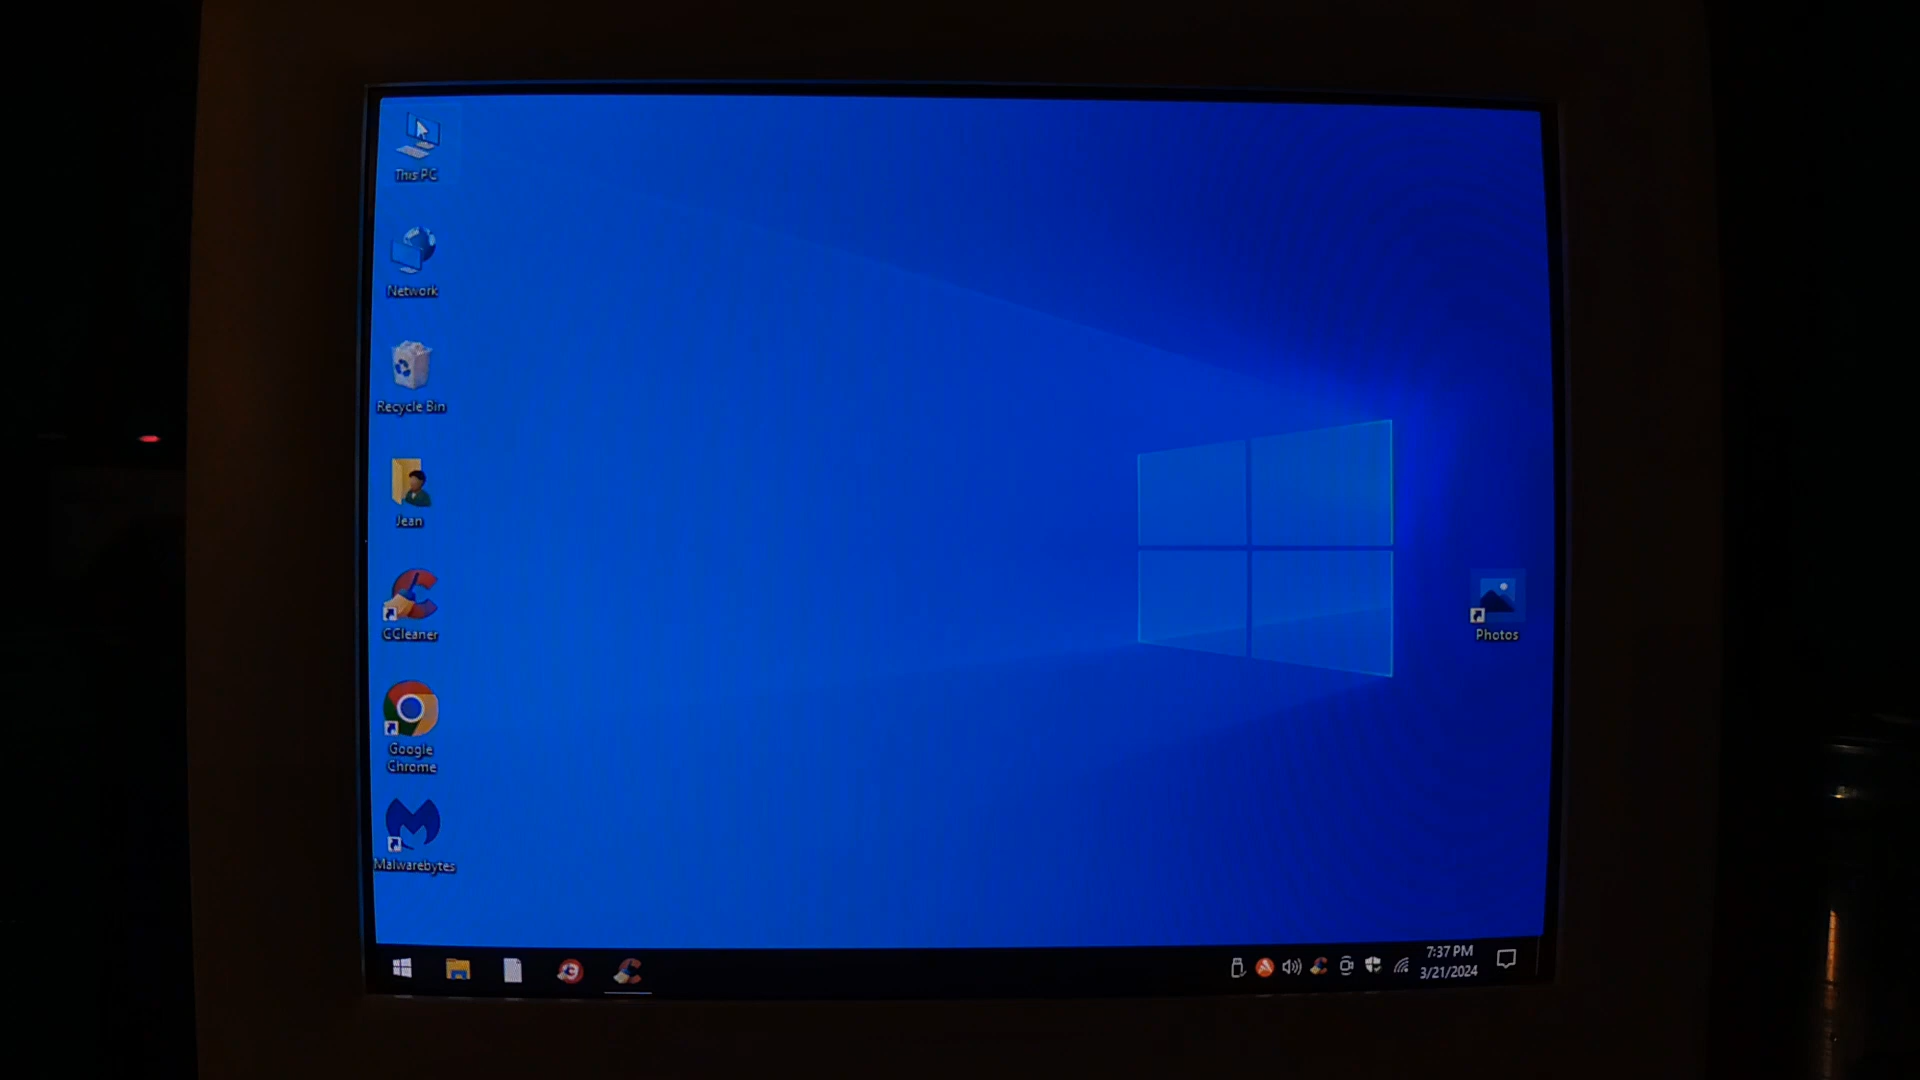 This PC
Network
Recycle Bin
Jean
CCleaner
Google
Chrome
Malwarebytes
Photos
7:37 PM
3/21/2024